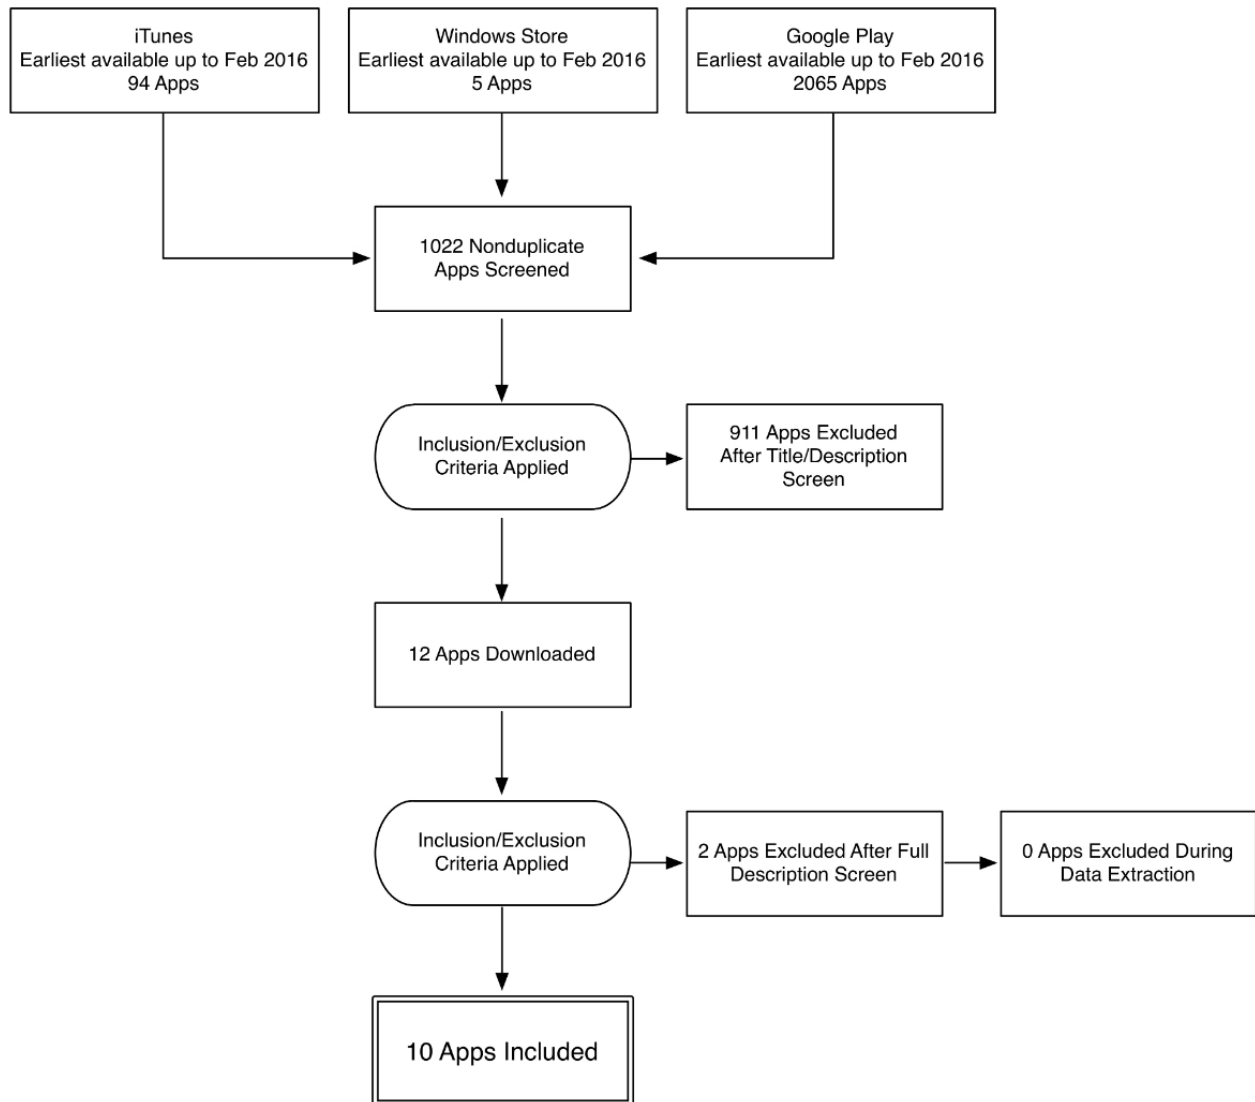 iTunes
Earliest available up to Feb 2016
94 Apps
Windows Store
Earliest available up to Feb 2016
5 Apps
Google Play
Earliest available up to Feb 2016
2065 Apps
1022 Nonduplicate
Apps Screened
Inclusion/Exclusion
Criteria Applied
911 Apps Excluded
After Title/Description
Screen
12 Apps Downloaded
Inclusion/Exclusion
Criteria Applied
2 Apps Excluded After Full
Description Screen
0 Apps Excluded During
Data Extraction
10 Apps Included